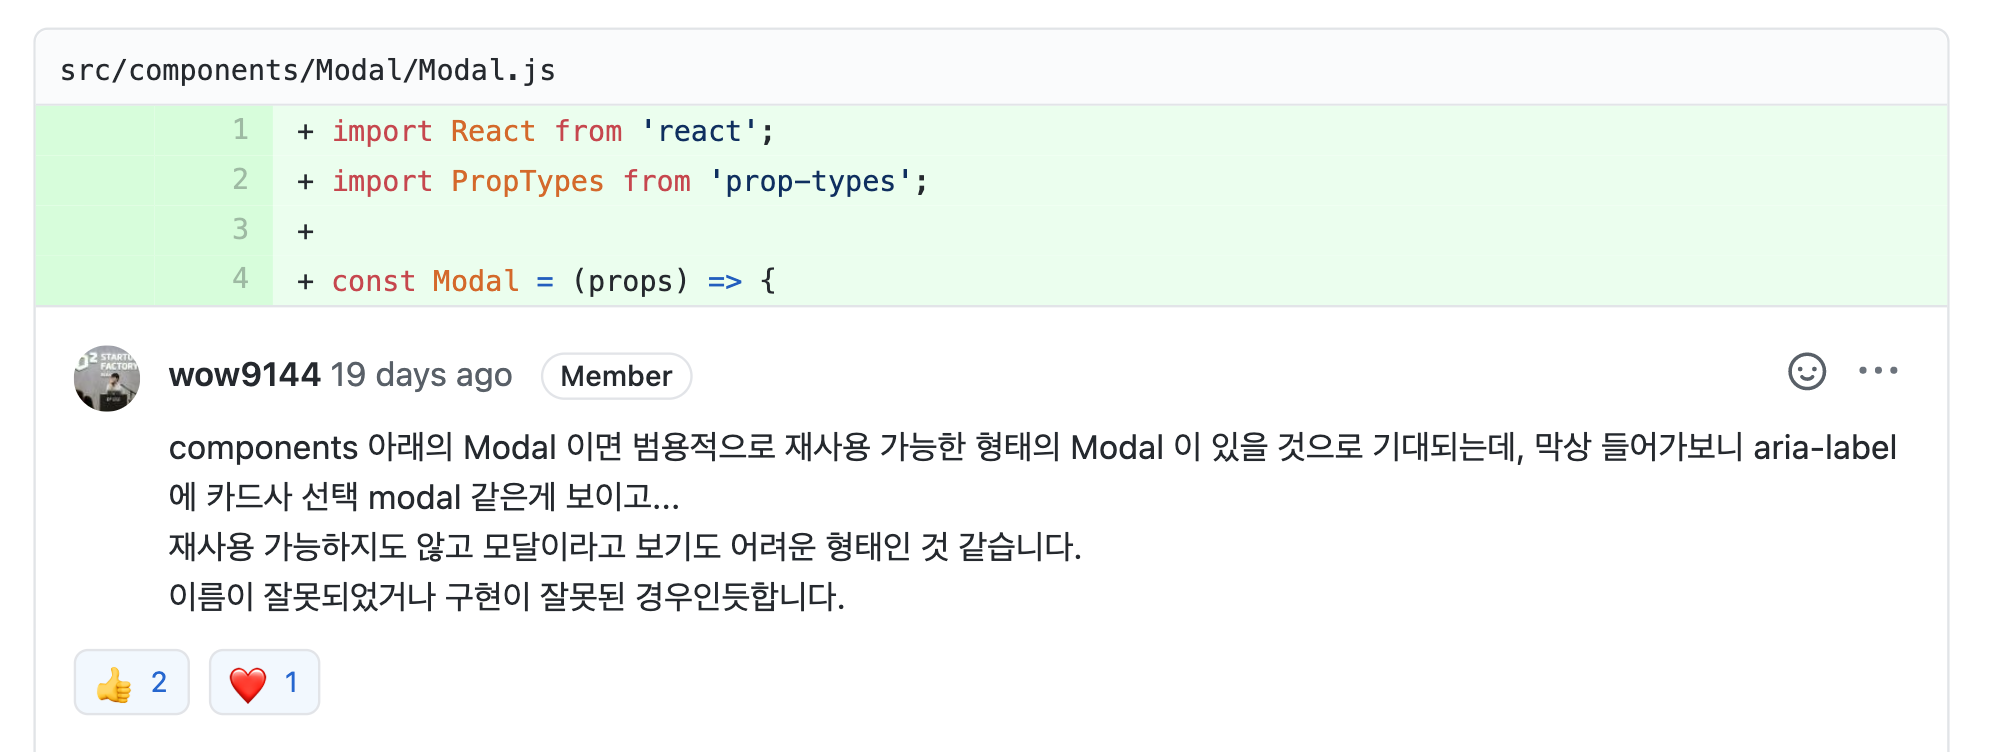 src/components/Modal/Modal.js
1 + import React from 'react';
2 + import PropTypes from 'prop-types';
3 +
4 + const Modal = (props) => {
STARTU
FACTORY
wow9144 19 days ago Member
components 아래의 Modal 이면 범용적으로 재사용 가능한 형태의 Modal 이 있을 것으로 기대되는데, 막상 들어가보니 aria-label
에 카드사 선택 modal 같은게 보이고...
재사용 가능하지도 않고 모달이라고 보기도 어려운 형태인 것 같습니다.
이름이 잘못되었거나 구현이 잘못된 경우인듯합니다.
👍 2 ❤️ 1